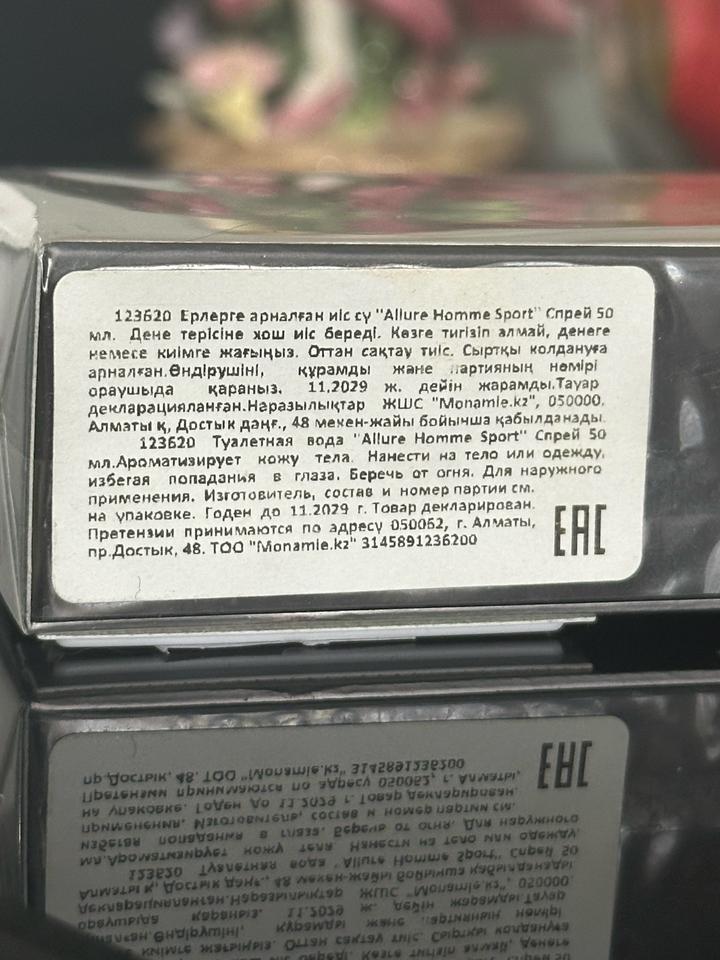 123620 Ерлерге арналған иіс су "Allure Homme Sport" Спрей 50
мл. Дене терісіне хош иіс береді. Көзге тигізіп алмай, денеге
немесе киімге жағыңыз. Оттан сақтау тиіс. Сыртқы қолдануға
арналған.Өндірушіні, құрамды және партияның нөмірі
ораушыда қараңыз. 11.2029 ж. дейін жарамды.Тауар
декларацияланған.Наразылықтар ЖШС "Monamie.kz", 050000,
Алматы қ, Достык даңғ., 48 мекен-жайы бойынша қабылданады.
123620 Туалетная вода "Allure Homme Sport" Спрей 50
мл.Ароматизирует кожу тела. Нанести на тело или одежду,
избегая попадания в глаза. Беречь от огня. Для наружного
применения. Изготовитель, состав и номер партии см.
на упаковке. Годен до 11.2029 г. Товар декларирован.
Претензии принимаются по адресу 050062, г. Алматы,
пр.Достык, 48. ТОО "Monamie.kz" 3145891236200
EAC